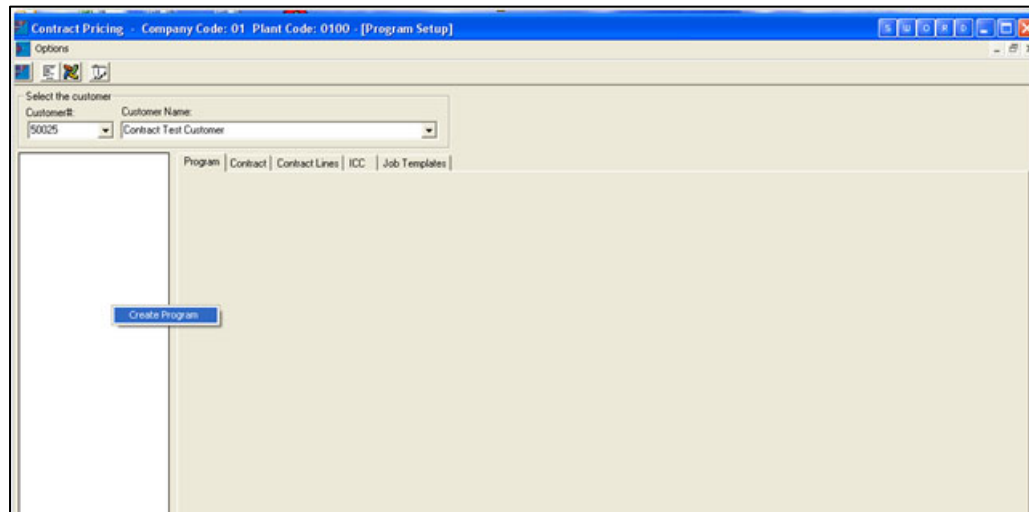 Contract Pricing - Company Code: 01 Plant Code: 0100 - [Program Setup]
S W O R D
Options
Select the customer
Customer#: Customer Name:
50025 Contract Test Customer
Program Contract Contract Lines ICC Job Templates
Create Program